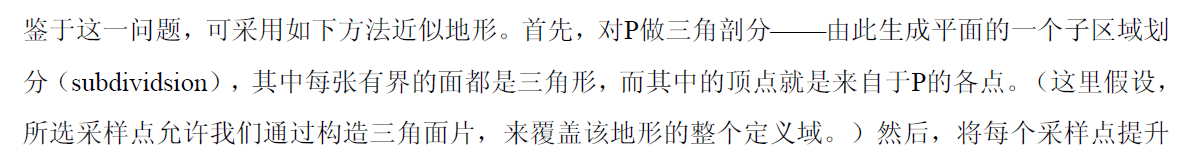 鉴于这一问题，可采用如下方法近似地形。首先，对P做三角剖分——由此生成平面的一个子区域划
分（subdividsion），其中每张有界的面都是三角形，而其中的顶点就是来自于P的各点。（这里假设，
所选采样点允许我们通过构造三角面片，来覆盖该地形的整个定义域。）然后，将每个采样点提升